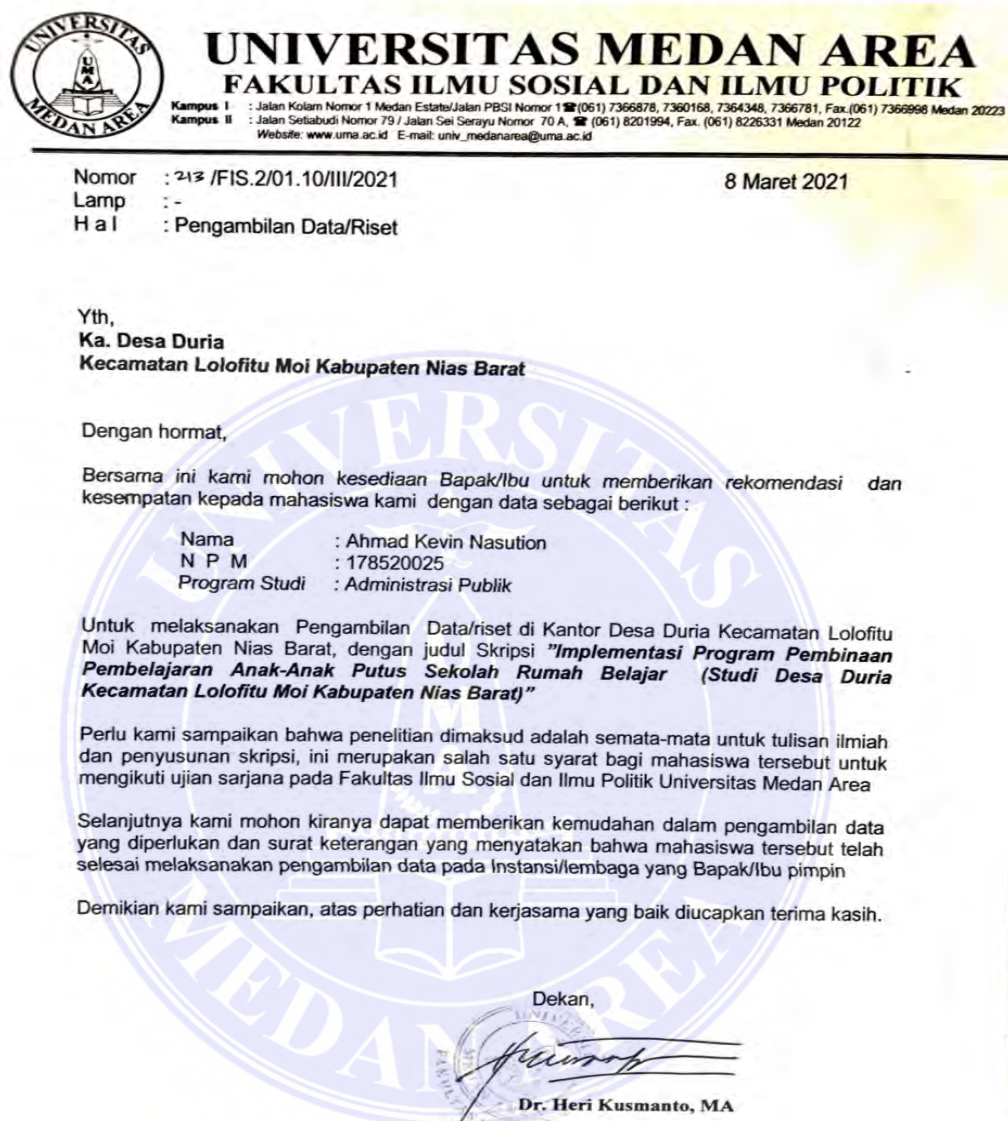 UNIVERSITAS MEDAN AREA
UNIVERSITAS MEDAN AREA
FAKULTAS ILMU SOSIAL DAN ILMU POLITIK
Kampus I : Jalan Kolam Nomor 1 Medan Estate/Jalan PBSI Nomor 1☎(061) 7366878, 7360168, 7364348, 7366781, Fax.(061) 7366998 Medan 20223
Kampus II : Jalan Setiabudi Nomor 79 / Jalan Sei Serayu Nomor 70 A, ☎ (061) 8201994, Fax. (061) 8226331 Medan 20122
Website: www.uma.ac.id E-mail: univ_medanarea@uma.ac.id
Nomor : 213 /FIS.2/01.10/III/2021 8 Maret 2021
Lamp : -
H a l : Pengambilan Data/Riset
Yth,
Ka. Desa Duria
Kecamatan Lolofitu Moi Kabupaten Nias Barat
Dengan hormat,
Bersama ini kami mohon kesediaan Bapak/Ibu untuk memberikan rekomendasi dan
kesempatan kepada mahasiswa kami dengan data sebagai berikut :
Nama : Ahmad Kevin Nasution
N P M : 178520025
Program Studi : Administrasi Publik
Untuk melaksanakan Pengambilan Data/riset di Kantor Desa Duria Kecamatan Lolofitu
Moi Kabupaten Nias Barat, dengan judul Skripsi "Implementasi Program Pembinaan
Pembelajaran Anak-Anak Putus Sekolah Rumah Belajar (Studi Desa Duria
Kecamatan Lolofitu Moi Kabupaten Nias Barat)"
Perlu kami sampaikan bahwa penelitian dimaksud adalah semata-mata untuk tulisan ilmiah
dan penyusunan skripsi, ini merupakan salah satu syarat bagi mahasiswa tersebut untuk
mengikuti ujian sarjana pada Fakultas Ilmu Sosial dan Ilmu Politik Universitas Medan Area
Selanjutnya kami mohon kiranya dapat memberikan kemudahan dalam pengambilan data
yang diperlukan dan surat keterangan yang menyatakan bahwa mahasiswa tersebut telah
selesai melaksanakan pengambilan data pada Instansi/lembaga yang Bapak/Ibu pimpin
Demikian kami sampaikan, atas perhatian dan kerjasama yang baik diucapkan terima kasih.
Dekan,
Dr. Heri Kusmanto, MA
UNIVERSITAS MEDAN AREA